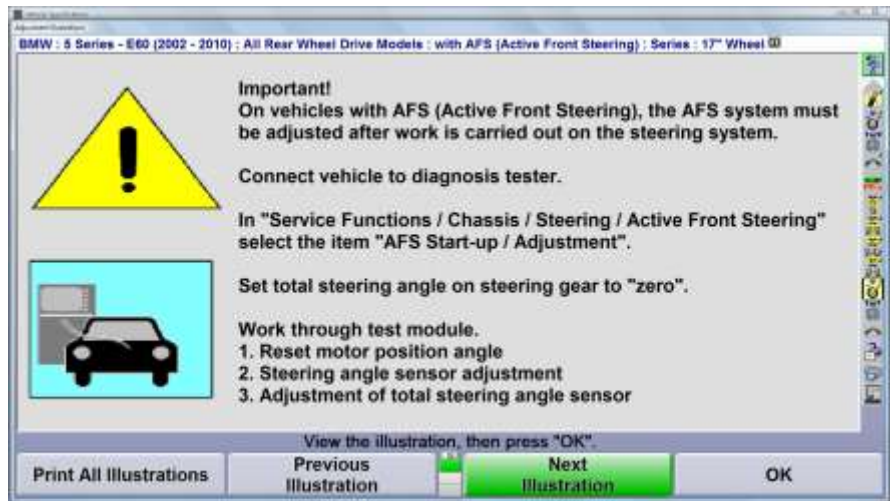 BMW : 5 Series - E60 (2002 - 2010) : All Rear Wheel Drive Models : with AFS (Active Front Steering) : Series : 17" Wheel
Important!
On vehicles with AFS (Active Front Steering), the AFS system must
be adjusted after work is carried out on the steering system.
Connect vehicle to diagnosis tester.
In "Service Functions / Chassis / Steering / Active Front Steering"
select the item "AFS Start-up / Adjustment".
Set total steering angle on steering gear to "zero".
Work through test module.
1. Reset motor position angle
2. Steering angle sensor adjustment
3. Adjustment of total steering angle sensor
View the illustration, then press "OK".
Print All Illustrations
Previous
Illustration
Next
Illustration
OK